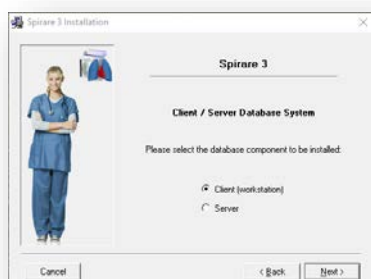 Spirare 3 Installation
Spirare 3
Client / Server Database System
Please select the database component to be installed:
Client (workstation)
Server
Cancel
< Back
Next >